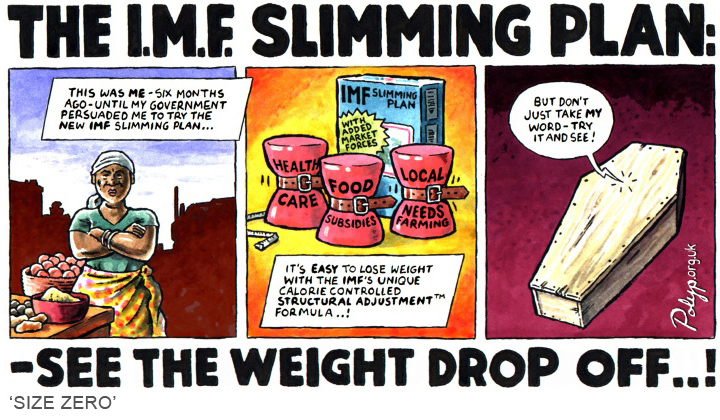 THE I.M.F. SLIMMING PLAN:
THIS WAS ME - SIX MONTHS
AGO - UNTIL MY GOVERNMENT
PERSUADED ME TO TRY THE
NEW IMF SLIMMING PLAN...
IMF SLIMMING
PLAN
WITH
ADDED
MARKET
FORCES
HEALTH
CARE
FOOD
SUBSIDIES
LOCAL
NEEDS
FARMING
IT'S EASY TO LOSE WEIGHT
WITH THE IMF'S UNIQUE
CALORIE CONTROLLED
STRUCTURAL ADJUSTMENT™
FORMULA..!
BUT DON'T
JUST TAKE MY
WORD - TRY
IT AND SEE!
Polyp.org.uk
-SEE THE WEIGHT DROP OFF..!
‘SIZE ZERO’